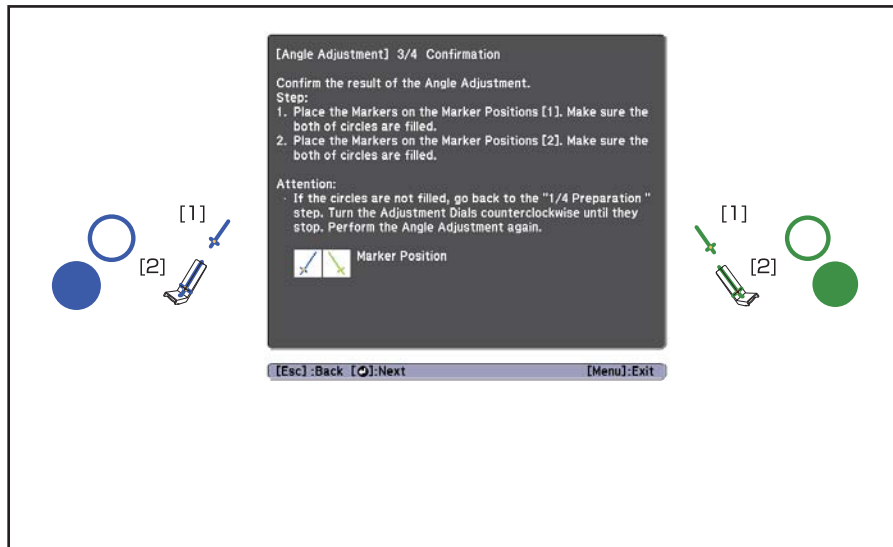 [Angle Adjustment] 3/4 Confirmation
Confirm the result of the Angle Adjustment.
Step:
1. Place the Markers on the Marker Positions [1]. Make sure the
both of circles are filled.
2. Place the Markers on the Marker Positions [2]. Make sure the
both of circles are filled.
Attention:
· If the circles are not filled, go back to the "1/4 Preparation "
step. Turn the Adjustment Dials counterclockwise until they
stop. Perform the Angle Adjustment again.
[1]
[1]
[2]
[2]
Marker Position
[Esc] :Back [ ]:Next [Menu]:Exit